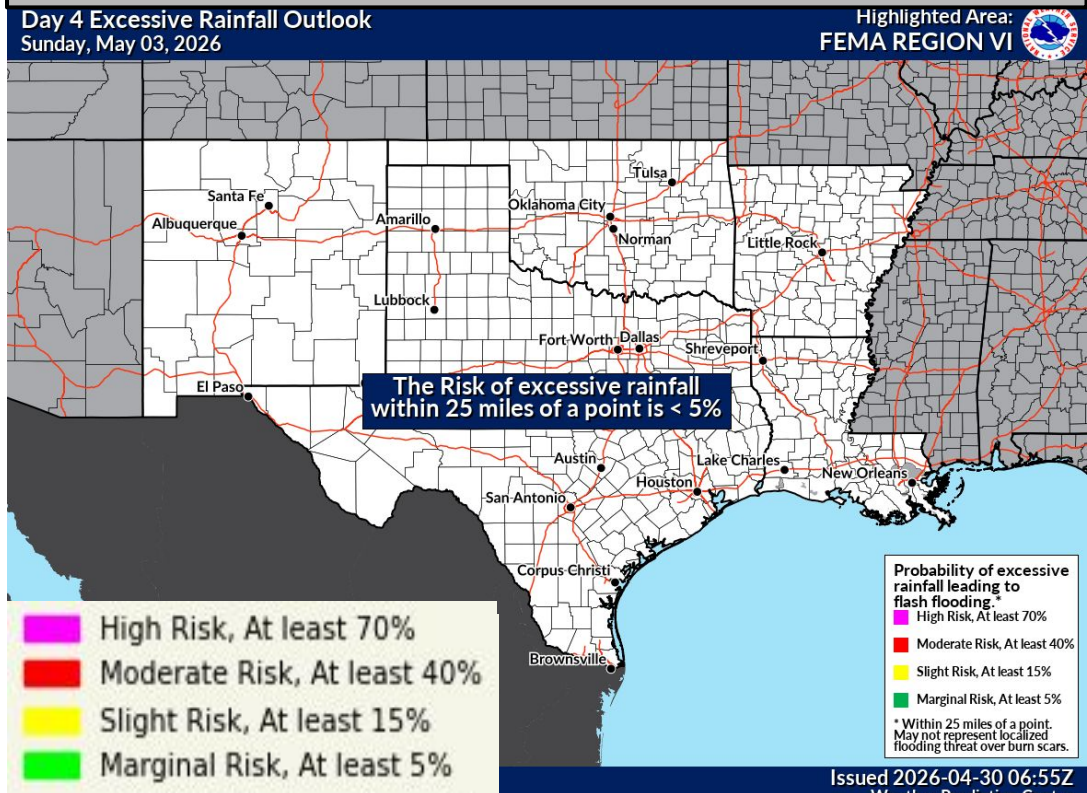 Day 4 Excessive Rainfall Outlook
Sunday, May 03, 2026
Highlighted Area:
FEMA REGION VI
Santa Fe
Albuquerque
Amarillo
Lubbock
Tulsa
Oklahoma City
Norman
Little Rock
Fort Worth
Dallas
Shreveport
El Paso
The Risk of excessive rainfall
within 25 miles of a point is < 5%
Austin
Lake Charles
Houston
New Orleans
San Antonio
Corpus Christi
Brownsville
Probability of excessive
rainfall leading to
flash flooding.*
High Risk, At least 70%
Moderate Risk, At least 40%
Slight Risk, At least 15%
Marginal Risk, At least 5%
* Within 25 miles of a point.
May not represent localized
flooding threat over burn scars.
High Risk, At least 70%
Moderate Risk, At least 40%
Slight Risk, At least 15%
Marginal Risk, At least 5%
Issued 2026-04-30 06:55Z